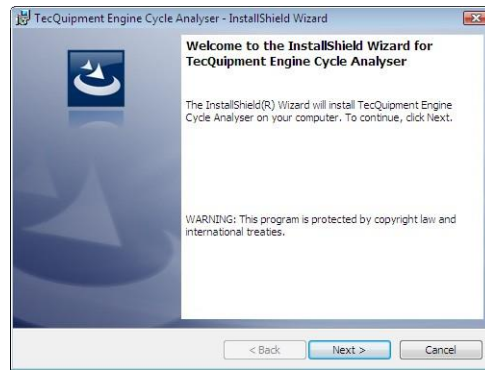 TecQuipment Engine Cycle Analyser - InstallShield Wizard
Welcome to the InstallShield Wizard for
TecQuipment Engine Cycle Analyser
The InstallShield(R) Wizard will install TecQuipment Engine
Cycle Analyser on your computer. To continue, click Next.
WARNING: This program is protected by copyright law and
international treaties.
< Back Next > Cancel